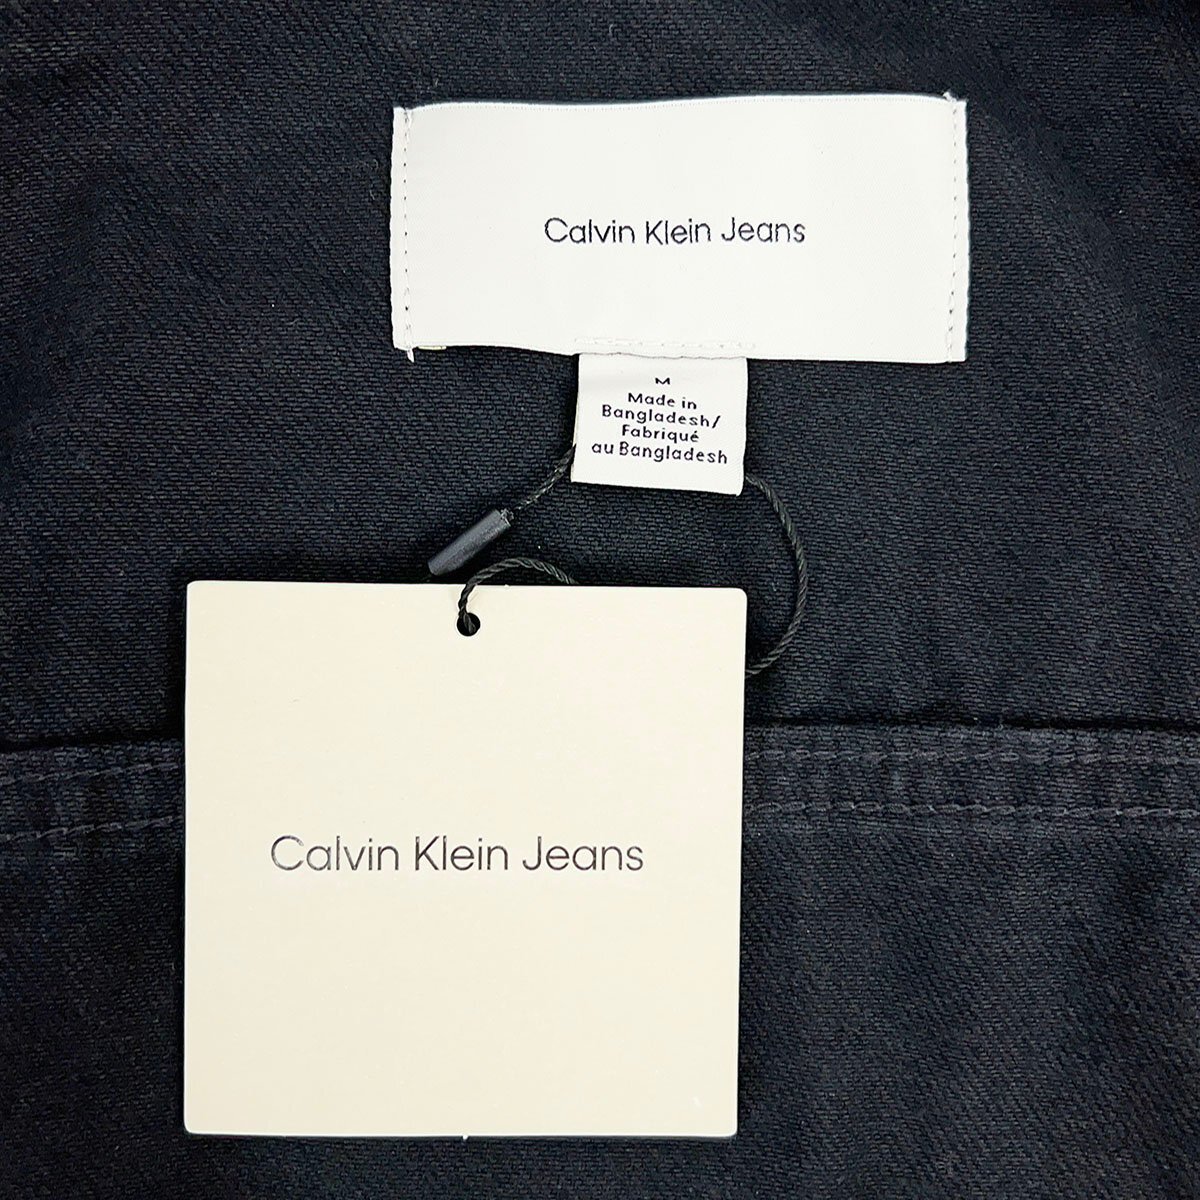 Calvin Klein Jeans
M
Made in
Bangladesh/
Fabriqué
au Bangladesh
Calvin Klein Jeans